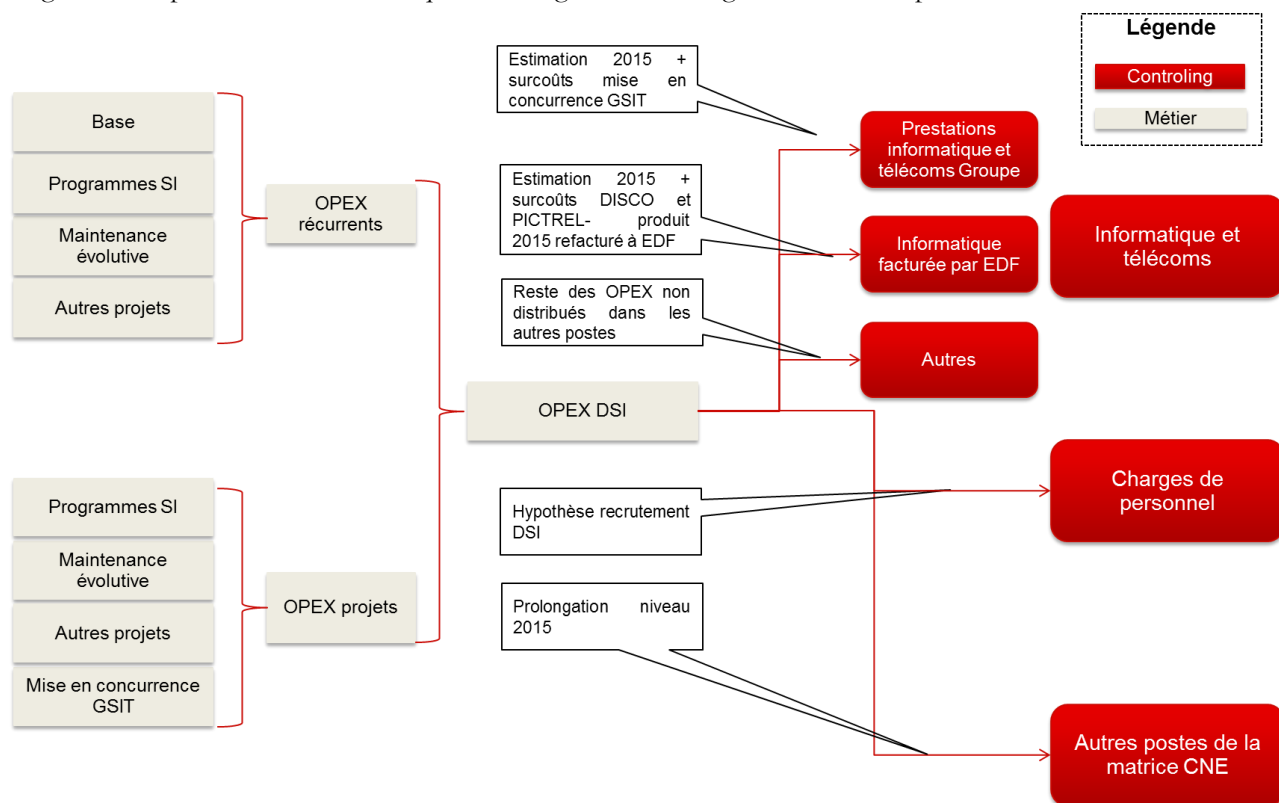 Légende
Controling
Métier
Estimation 2015 +
surcoûts mise en
concurrence GSIT
Base
Programmes SI
Maintenance
évolutive
Autres projets
OPEX
récurrents
Estimation 2015 +
surcoûts DISCO et
PICTREL- produit
2015 refacturé à EDF
Reste des OPEX non
distribués dans les
autres postes
Prestations
informatique et
télécoms Groupe
Informatique
facturée par EDF
Autres
Informatique et
télécoms
OPEX DSI
Programmes SI
Maintenance
évolutive
Autres projets
Mise en concurrence
GSIT
OPEX projets
Hypothèse recrutement
DSI
Prolongation niveau
2015
Charges de
personnel
Autres postes de la
matrice CNE